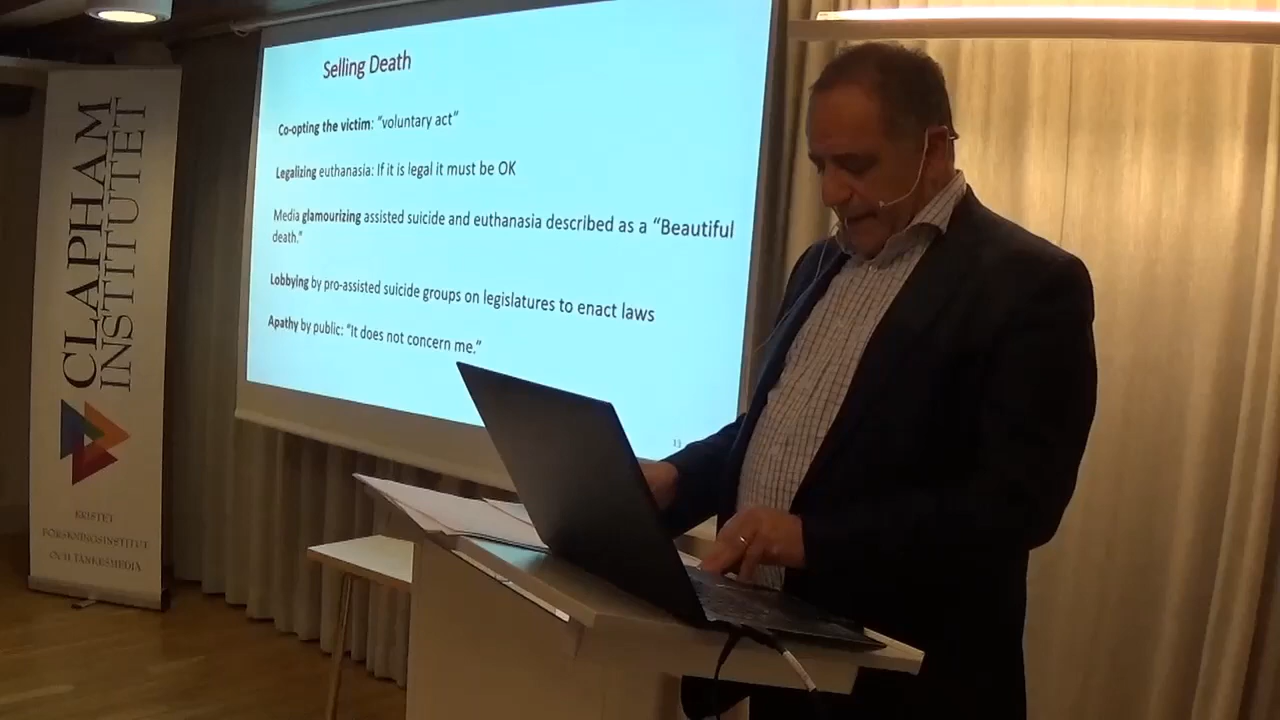 CLAPHAM
INSTITUTET
KRISTET
FORSKNINGSINSTITUT
OCH TANKESMEDJA
Selling Death
Co-opting the victim: “voluntary act”
Legalizing euthanasia: If it is legal it must be OK
Media glamourizing assisted suicide and euthanasia described as a “Beautiful
death.”
Lobbying by pro-assisted suicide groups on legislatures to enact laws
Apathy by public: “It does not concern me.”
13